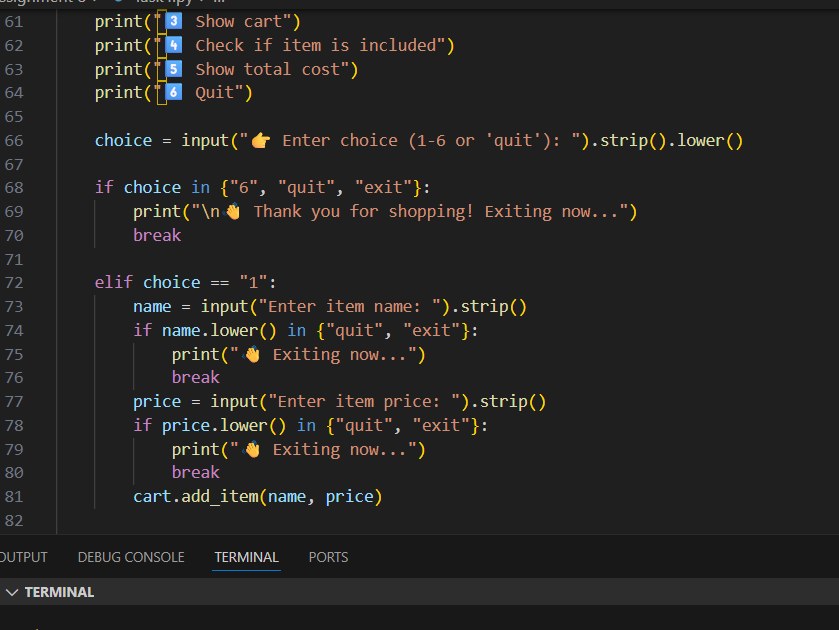 61 print("3️⃣ Show cart")
62 print("4️⃣ Check if item is included")
63 print("5️⃣ Show total cost")
64 print("6️⃣ Quit")
65
66 choice = input("👉 Enter choice (1-6 or 'quit'): ").strip().lower()
67
68 if choice in {"6", "quit", "exit"}:
69 print("\n👋 Thank you for shopping! Exiting now...")
70 break
71
72 elif choice == "1":
73 name = input("Enter item name: ").strip()
74 if name.lower() in {"quit", "exit"}:
75 print("👋 Exiting now...")
76 break
77 price = input("Enter item price: ").strip()
78 if price.lower() in {"quit", "exit"}:
79 print("👋 Exiting now...")
80 break
81 cart.add_item(name, price)
82
OUTPUT DEBUG CONSOLE TERMINAL PORTS
TERMINAL